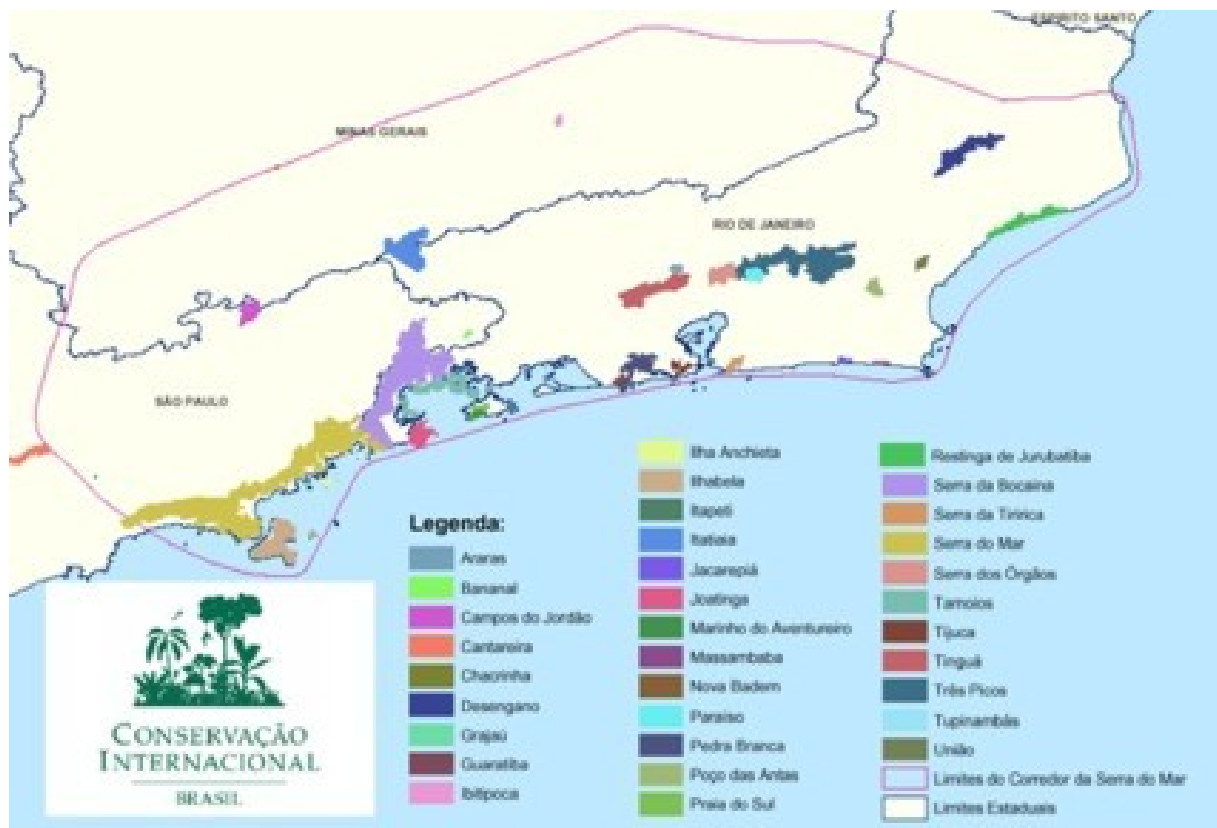 ESPIRITO SANTO
MINAS GERAIS
RIO DE JANEIRO
SÃO PAULO
Legenda:
Araras
Bananal
Campos do Jordão
Cantareira
Chacrinha
Desengano
Grajaú
Guaratiba
Ibitipoca
Ilha Anchieta
Ilhabela
Itapeti
Itatiaia
Jacarepiá
Joatinga
Marinho do Aventureiro
Massambaba
Nova Badem
Paraíso
Pedra Branca
Poço das Antas
Praia do Sul
Restinga de Jurubatiba
Serra da Bocaina
Serra da Tiririca
Serra do Mar
Serra dos Órgãos
Tamoios
Tijuca
Tinguá
Três Picos
Tupinambás
União
Limites do Corredor da Serra do Mar
Limites Estaduais
CONSERVAÇÃO
INTERNACIONAL
BRASIL